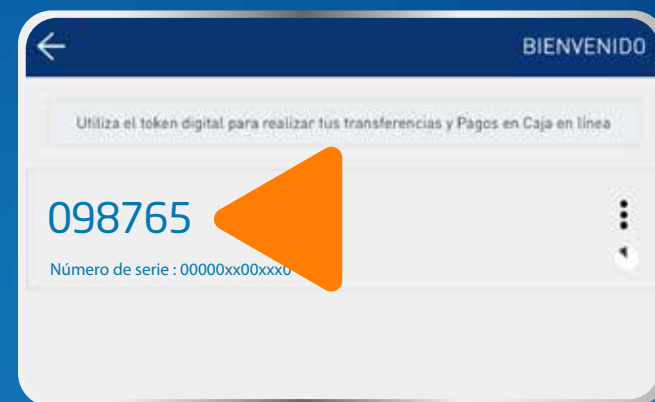 BIENVENIDO
Utiliza el token digital para realizar tus transferencias y Pagos en Caja en línea
098765
Número de serie : 00000xx00xxx0